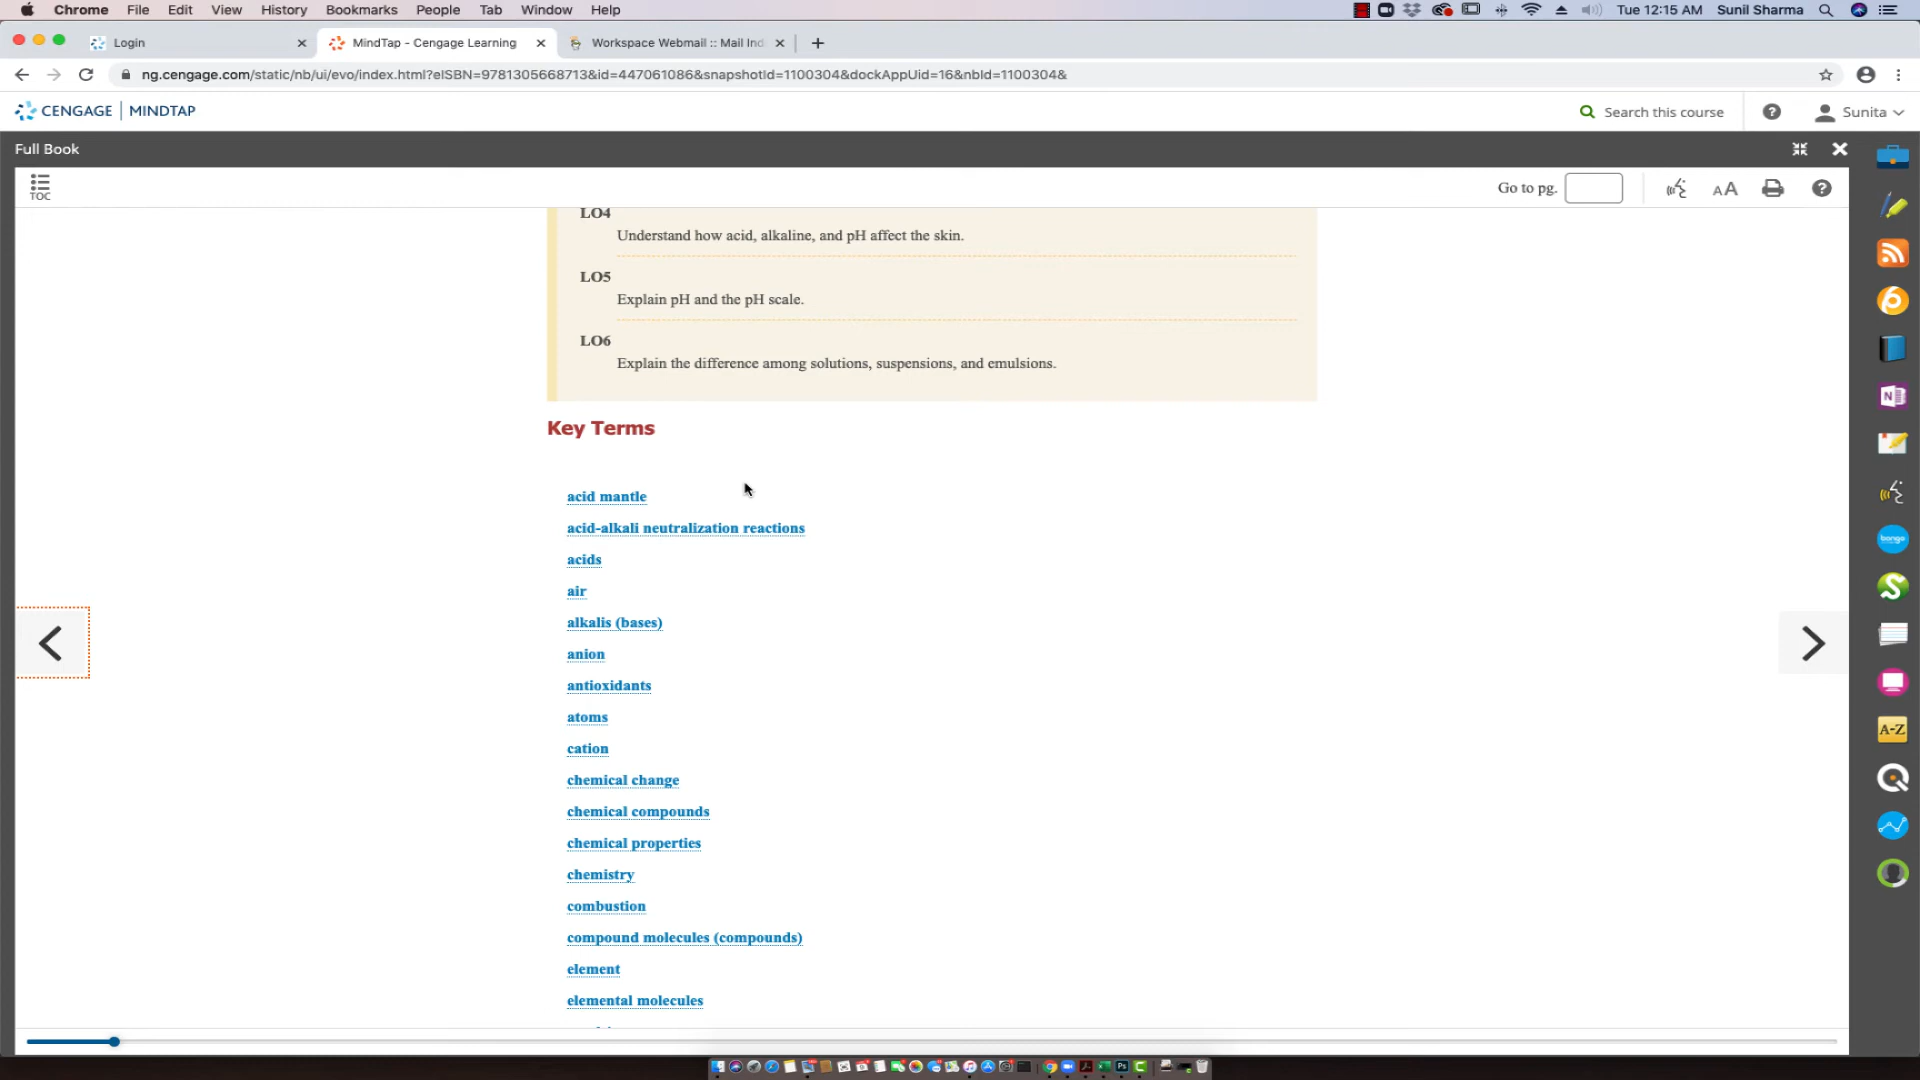 Chrome File Edit View History Bookmarks People Tab Window Help Tue 12:15 AM Sunil Sharma
Login MindTap - Cengage Learning Workspace Webmail :: Mail Ind
ng.cengage.com/static/nb/ui/evo/index.html?eISBN=9781305668713&id=447061086&snapshotId=1100304&dockAppUid=16&nbId=1100304&
CENGAGE | MINDTAP Search this course Sunita
Full Book
TOC Go to pg. AA
LO4
Understand how acid, alkaline, and pH affect the skin.
LO5
Explain pH and the pH scale.
LO6
Explain the difference among solutions, suspensions, and emulsions.
Key Terms
acid mantle
acid-alkali neutralization reactions
acids
air
alkalis (bases)
anion
antioxidants
atoms
cation
chemical change
chemical compounds
chemical properties
chemistry
combustion
compound molecules (compounds)
element
elemental molecules
bongo
A-Z